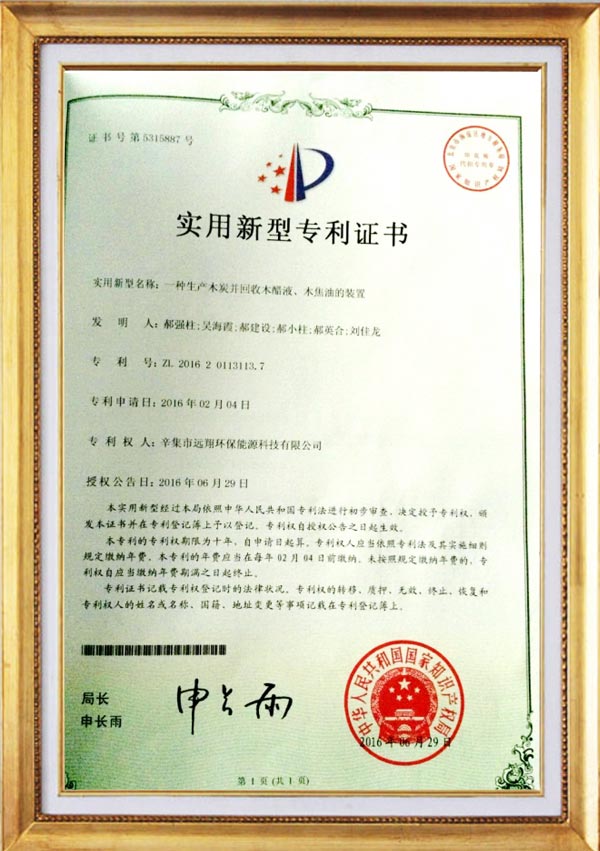 证书号第5315887号
实用新型专利证书
实用新型名称：一种生产木炭并回收木醋液、木焦油的装置
发明人：郝强柱;吴海霞;郝建设;郝小柱;郝英合;刘佳龙
专利号：ZL 2016 2 0113113.7
专利申请日：2016年02月04日
专利权人：辛集市远翔环保能源科技有限公司
授权公告日：2016年06月29日
本实用新型经过本局依照中华人民共和国专利法进行初步审查，决定授予专利权，颁
发本证书并在专利登记簿上予以登记。专利权自授权公告之日起生效。
本专利的专利权期限为十年，自申请日起算。专利权人应当依照专利法及其实施细则
规定缴纳年费。本专利的年费应当在每年02月04日前缴纳。未按照规定缴纳年费的，专
利权自应当缴纳年费期满之日起终止。
专利证书记载专利权登记时的法律状况。专利权的转移、质押、无效、终止、恢复和
专利权人的姓名或名称、国籍、地址变更等事项记载在专利登记簿上。
局长
申长雨
申长雨
中华人民共和国国家知识产权局
2016年06月29日
第1页(共1页)